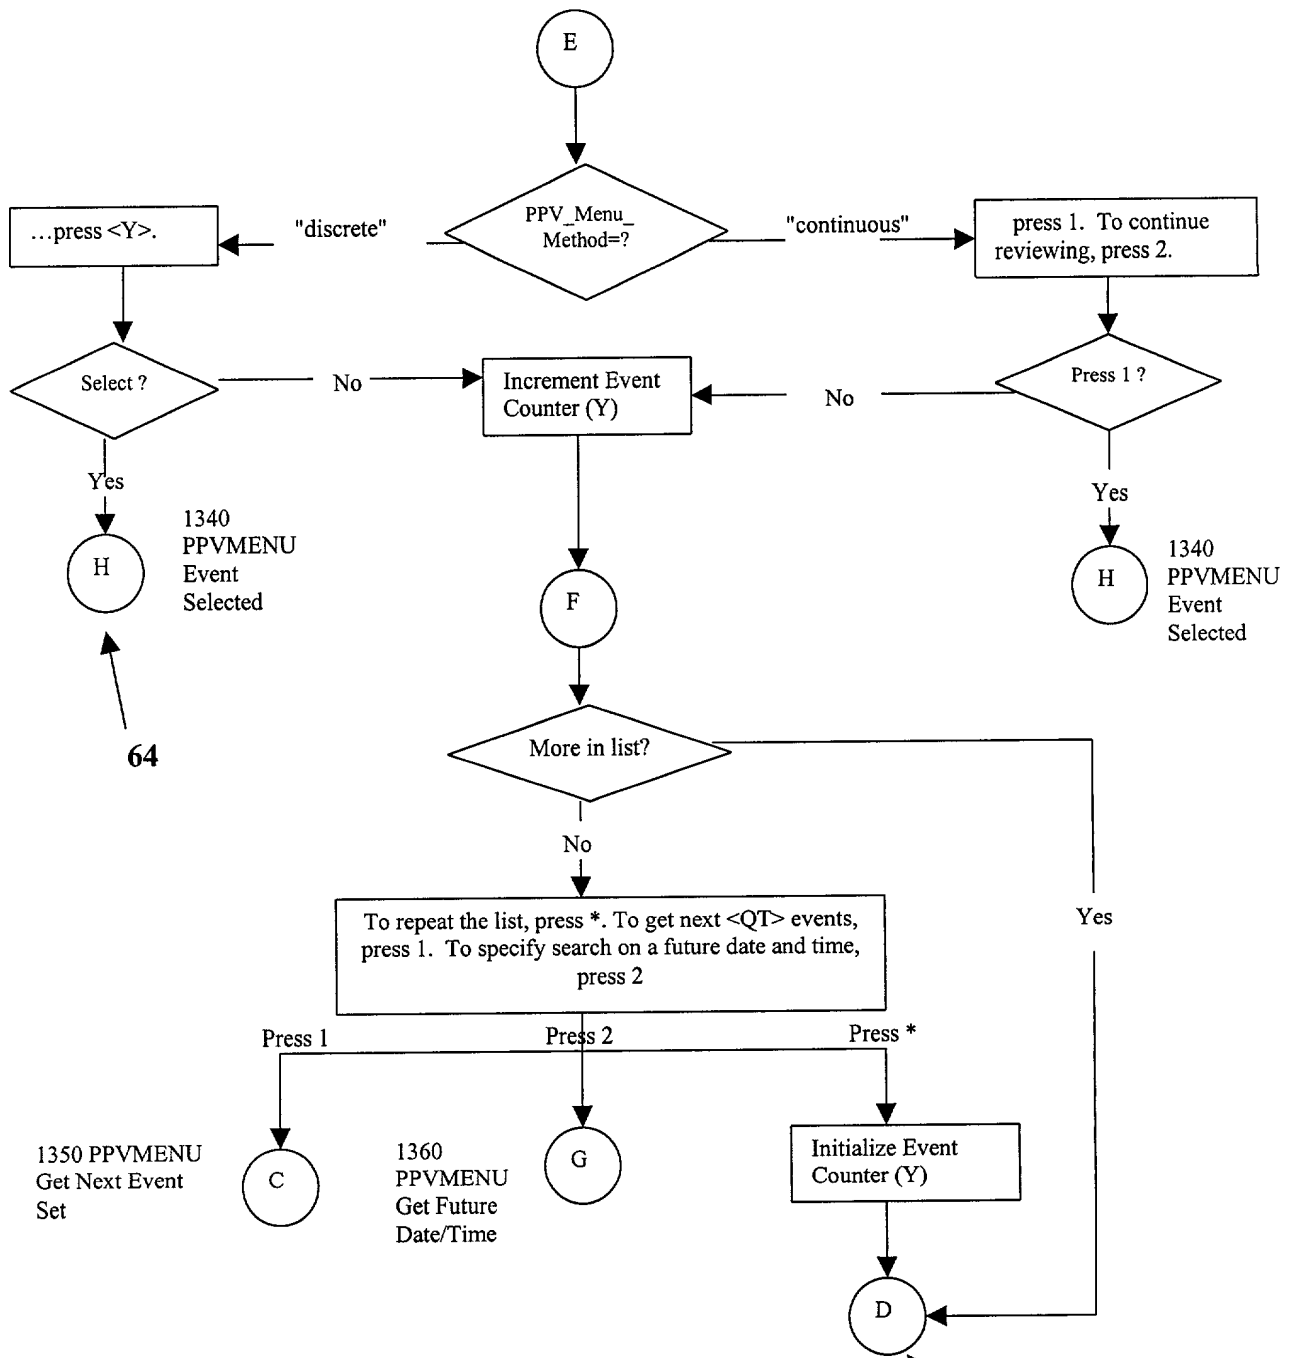 E
PPV_Menu_
Method=?
"discrete"
"continuous"
…press <Y>.
press 1. To continue
reviewing, press 2.
Select ?
No
Increment Event
Counter (Y)
No
Press 1 ?
Yes
Yes
H
1340
PPVMENU
Event
Selected
F
H
1340
PPVMENU
Event
Selected
64
More in list?
No
Yes
To repeat the list, press *. To get next <QT> events,
press 1. To specify search on a future date and time,
press 2
Press 1
Press 2
Press *
1350 PPVMENU
Get Next Event
Set
C
1360
PPVMENU
Get Future
Date/Time
G
Initialize Event
Counter (Y)
D